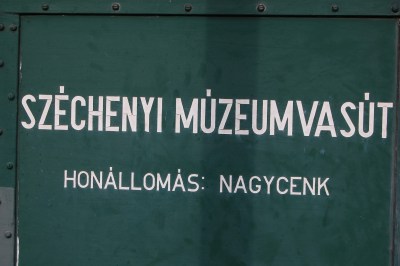 SZÉCHENYI MÚZEUMVASÚT
HONÁLLOMÁS: NAGYCENK